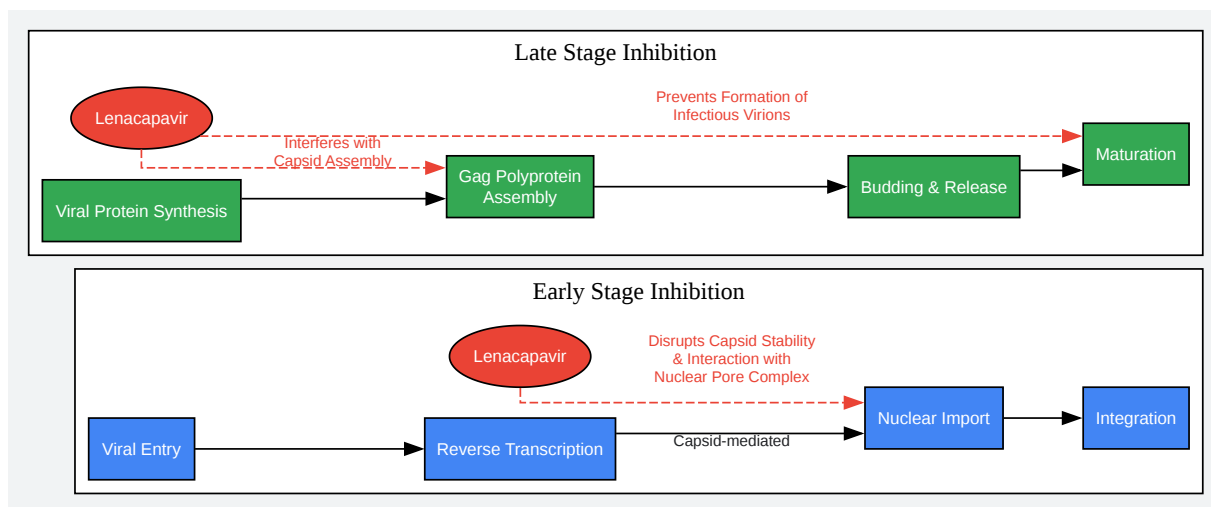 Late Stage Inhibition
Lenacapavir
Prevents Formation of
Infectious Virions
Interferes with
Capsid Assembly
Viral Protein Synthesis
Gag Polyprotein
Assembly
Budding & Release
Maturation
Early Stage Inhibition
Lenacapavir
Disrupts Capsid Stability
& Interaction with
Nuclear Pore Complex
Viral Entry
Reverse Transcription
Capsid-mediated
Nuclear Import
Integration